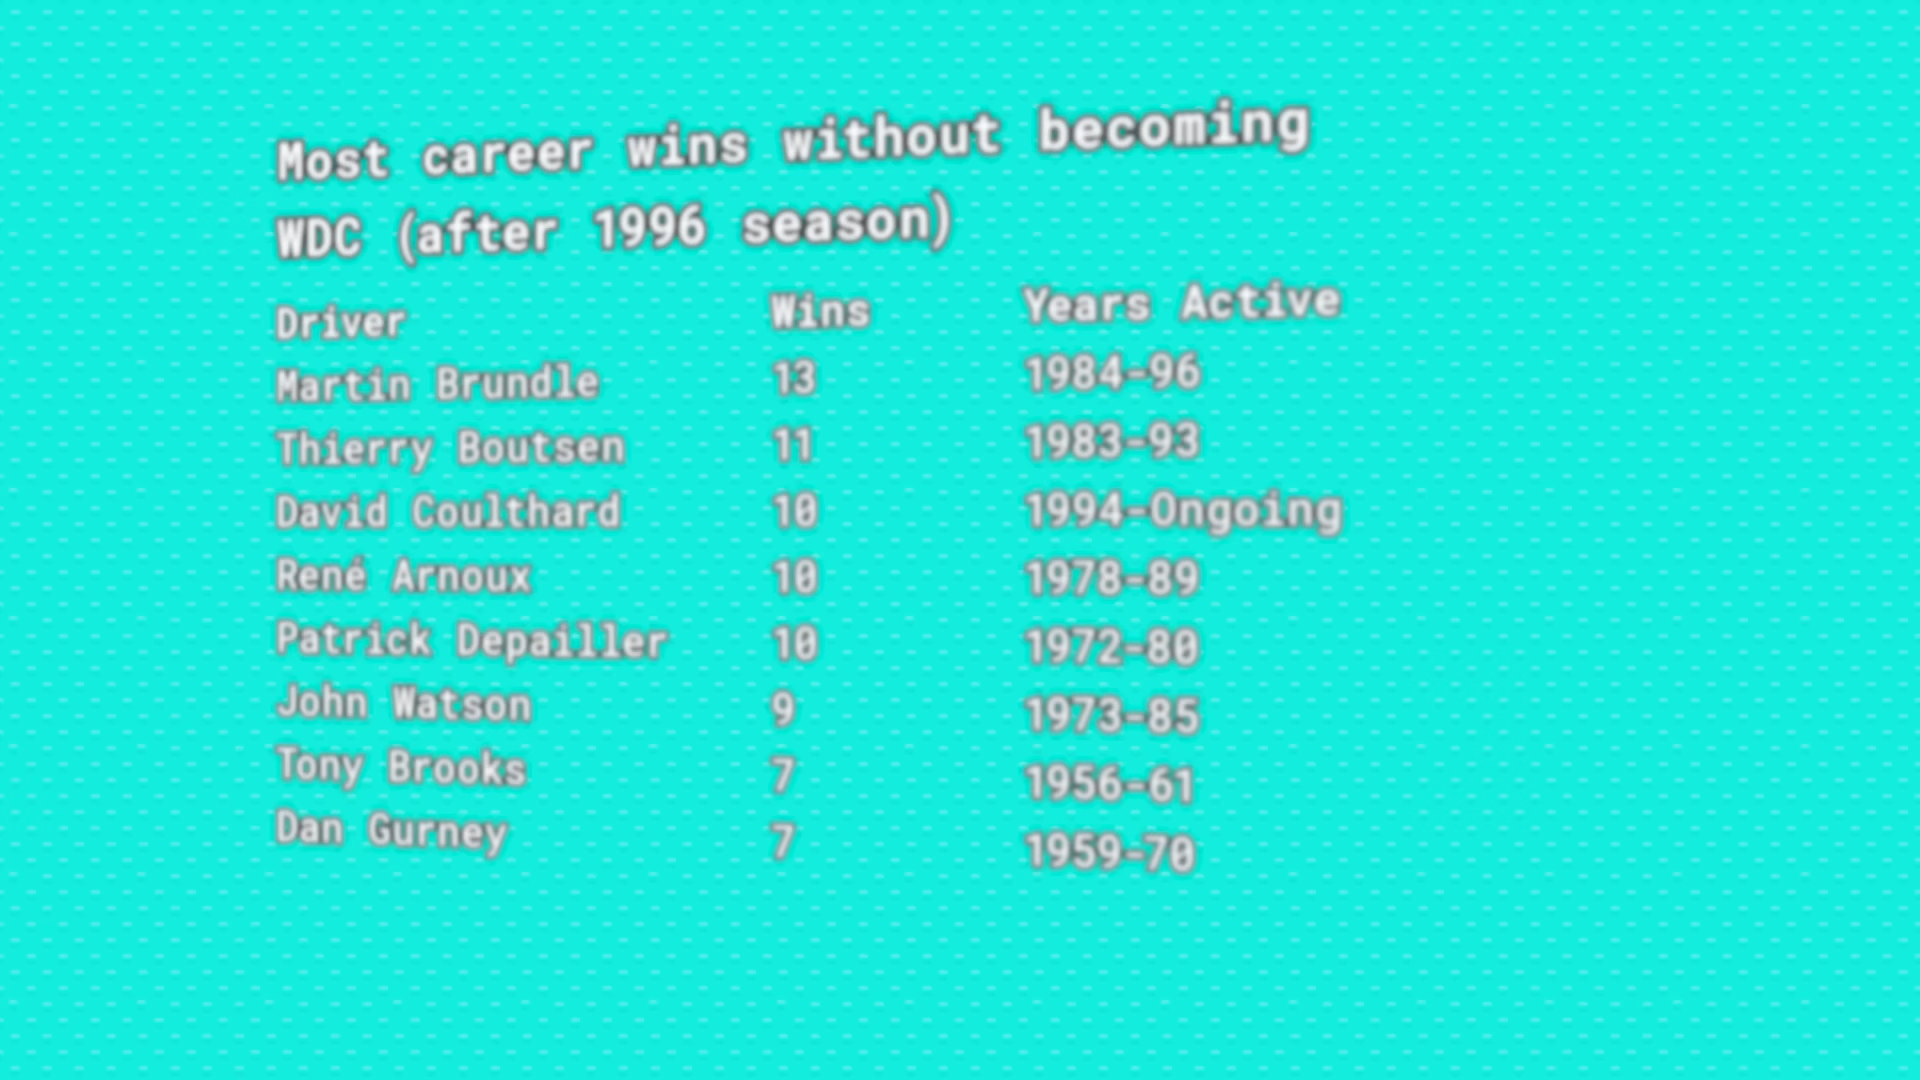 Most career wins without becoming
WDC (after 1996 season)
Driver Wins Years Active
Martin Brundle 13 1984-96
Thierry Boutsen 11 1983-93
David Coulthard 10 1994-Ongoing
René Arnoux 10 1978-89
Patrick Depailler 10 1972-80
John Watson 9 1973-85
Tony Brooks 7 1956-61
Dan Gurney 7 1959-70